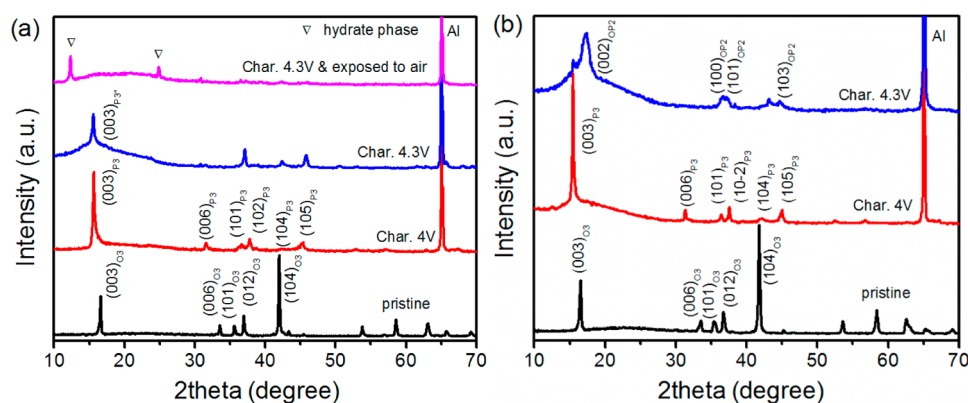 (a)
Intensity (a.u.)
▽ hydrate phase
Al
Char. 4.3V & exposed to air
(003)P3"
Char. 4.3V
(003)P3
(006)P3
(101)P3
(102)P3
(104)P3
(105)P3
Char. 4V
(003)O3
(006)O3
(101)O3
(012)O3
(104)O3
pristine
10 20 30 40 50 60 70
2theta (degree)
(b)
Intensity (a.u.)
Al
(002)OP2
(100)OP2
(101)OP2
(103)OP2
Char. 4.3V
(003)P3
(006)P3
(101)P3
(10-2)P3
(104)P3
(105)P3
Char. 4V
(003)O3
(006)O3
(101)O3
(012)O3
(104)O3
pristine
10 20 30 40 50 60 70
2theta (degree)